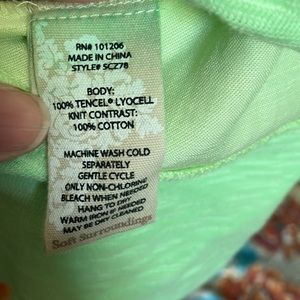 RN# 101206
MADE IN CHINA
STYLE# SCZ78
BODY:
100% TENCEL® LYOCELL
KNIT CONTRAST:
100% COTTON
MACHINE WASH COLD
SEPARATELY
GENTLE CYCLE
ONLY NON-CHLORINE
BLEACH WHEN NEEDED
HANG TO DRY
WARM IRON IF NEEDED
MAY BE DRY CLEANED
Soft Surroundings